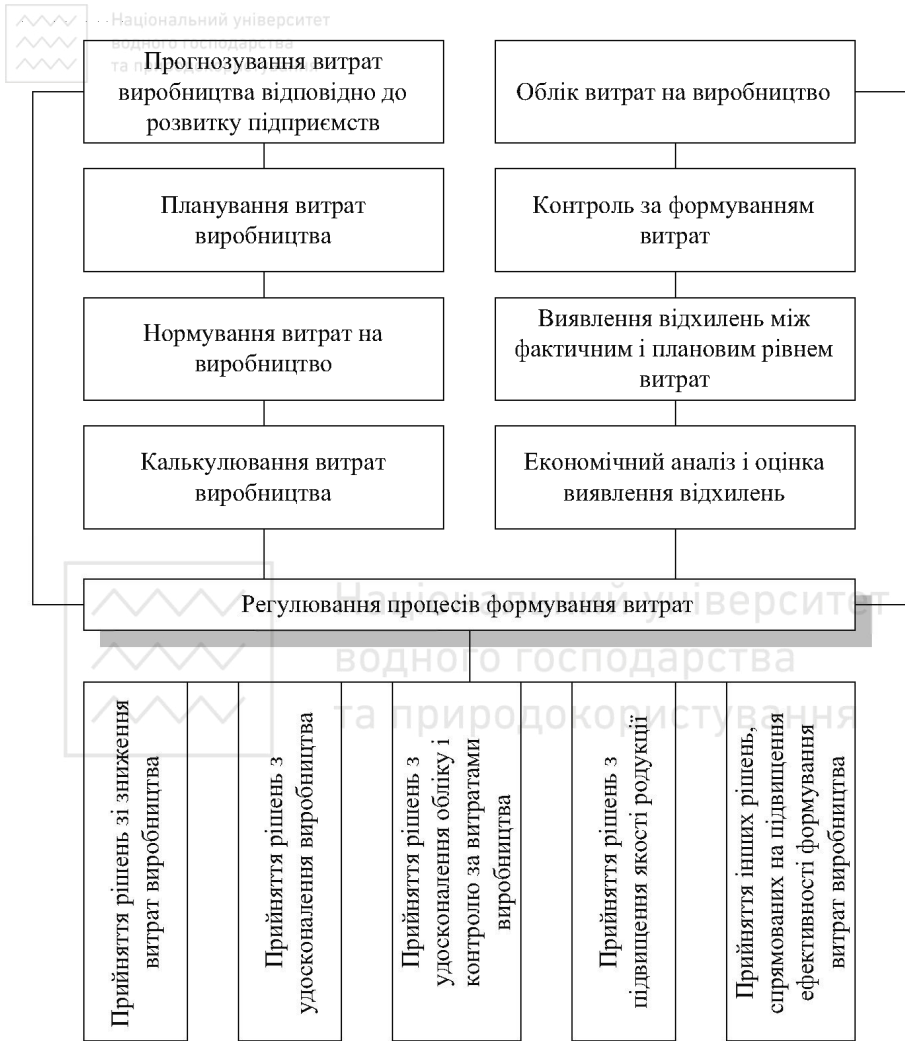 Національний університет
водного господарства
та природокористування
Прогнозування витрат
виробництва відповідно до
розвитку підприємств
Планування витрат
виробництва
Нормування витрат на
виробництво
Калькулювання витрат
виробництва
Облік витрат на виробництво
Контроль за формуванням
витрат
Виявлення відхилень між
фактичним і плановим рівнем
витрат
Економічний аналіз і оцінка
виявлення відхилень
Регулювання процесів формування витрат
Національний університет
водного господарства
та природокористування
Прийняття рішень зі зниження
витрат виробництва
Прийняття рішень з
удосконалення виробництва
Прийняття рішень з
удосконалення обліку і
контролю за витратами
виробництва
Прийняття рішень з
підвищення якості родукції
Прийняття інших рішень,
спрямованих на підвищення
ефективності формування
витрат виробництва